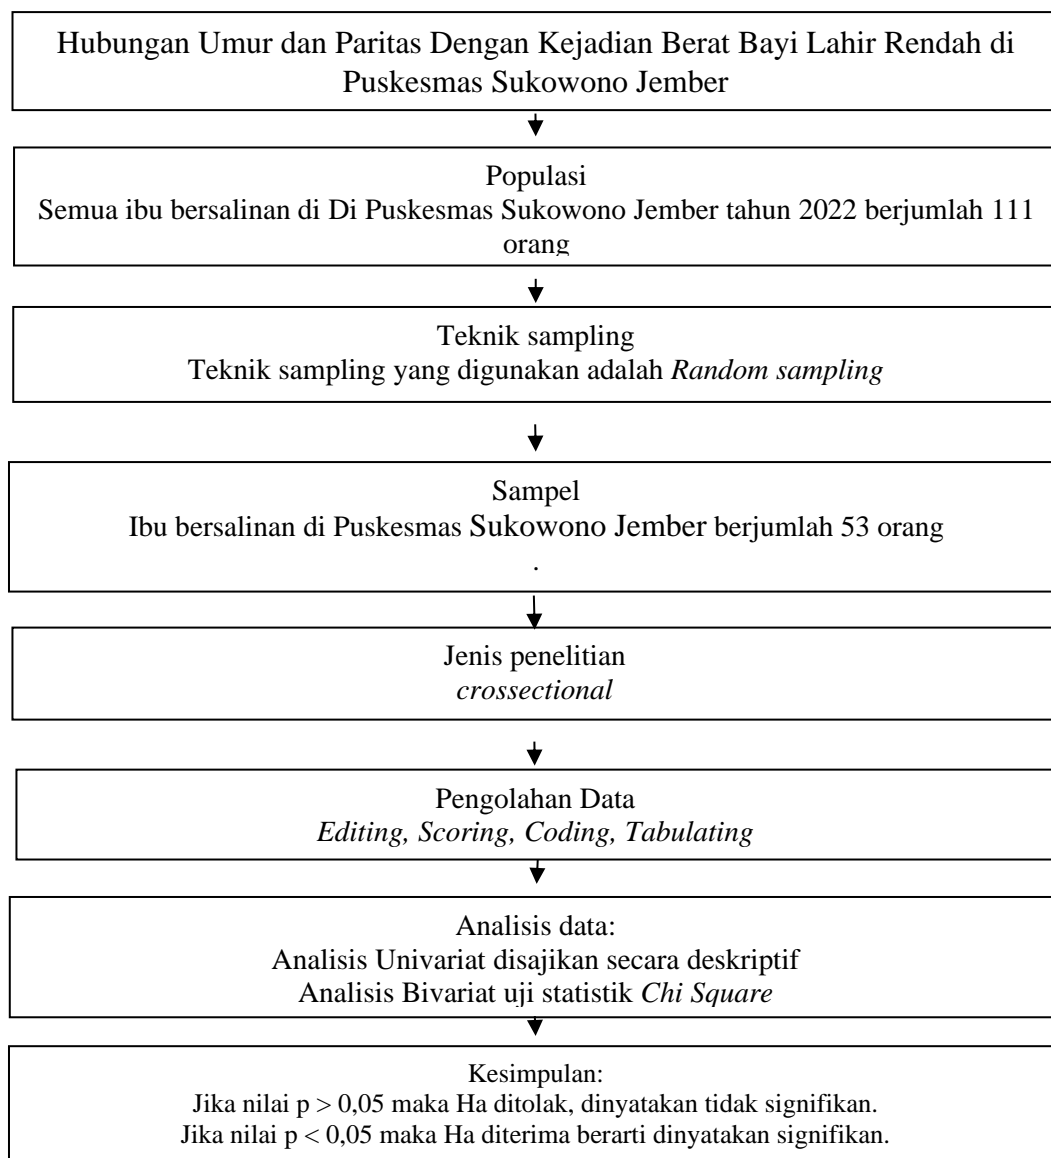 Hubungan Umur dan Paritas Dengan Kejadian Berat Bayi Lahir Rendah di
Puskesmas Sukowono Jember
Populasi
Semua ibu bersalinan di Di Puskesmas Sukowono Jember tahun 2022 berjumlah 111
orang
Teknik sampling
Teknik sampling yang digunakan adalah Random sampling
Sampel
Ibu bersalinan di Puskesmas Sukowono Jember berjumlah 53 orang
.
Jenis penelitian
crossectional
Pengolahan Data
Editing, Scoring, Coding, Tabulating
Analisis data:
Analisis Univariat disajikan secara deskriptif
Analisis Bivariat uji statistik Chi Square
Kesimpulan:
Jika nilai p > 0,05 maka Ha ditolak, dinyatakan tidak signifikan.
Jika nilai p < 0,05 maka Ha diterima berarti dinyatakan signifikan.